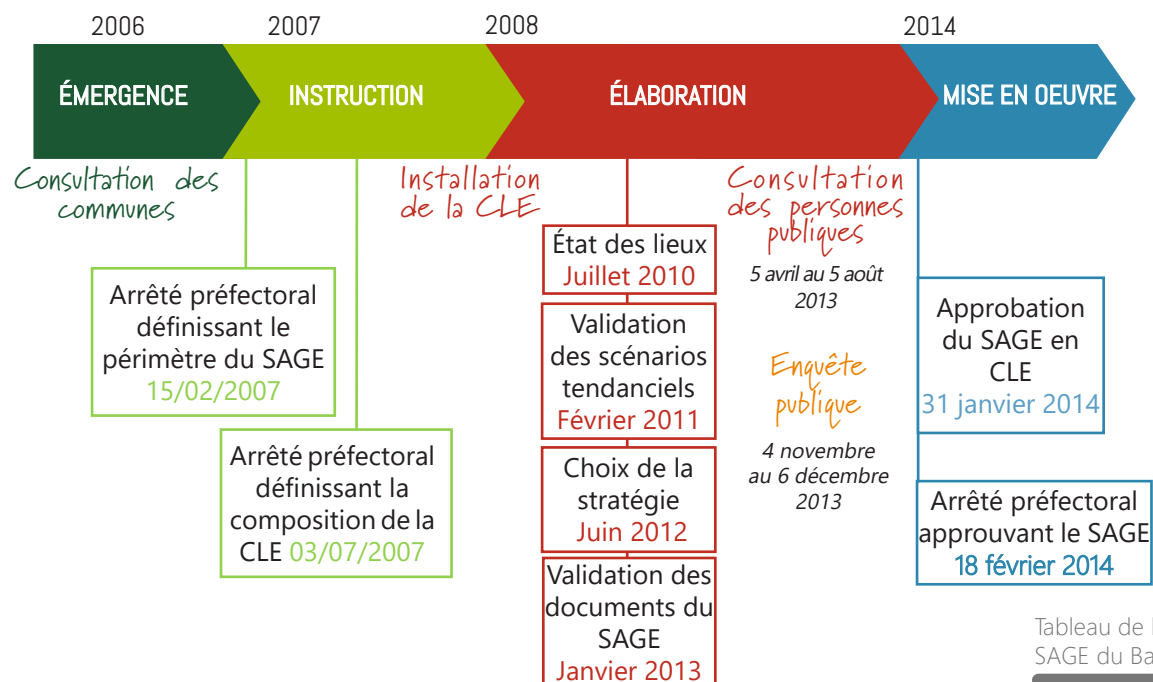 2006
2007
2008
2014
ÉMERGENCE
INSTRUCTION
ÉLABORATION
MISE EN OEUVRE
Consultation des
communes
Arrêté préfectoral
définissant le
périmètre du SAGE
15/02/2007
Arrêté préfectoral
définissant la
composition de la
CLE 03/07/2007
Installation
de la CLE
État des lieux
Juillet 2010
Validation
des scénarios
tendanciels
Février 2011
Choix de la
stratégie
Juin 2012
Validation des
documents du
SAGE
Janvier 2013
Consultation
des personnes
publiques
5 avril au 5 août
2013
Enquête
publique
4 novembre
au 6 décembre
2013
Approbation
du SAGE en
CLE
31 janvier 2014
Arrêté préfectoral
approuvant le SAGE
18 février 2014
Tableau de
SAGE du